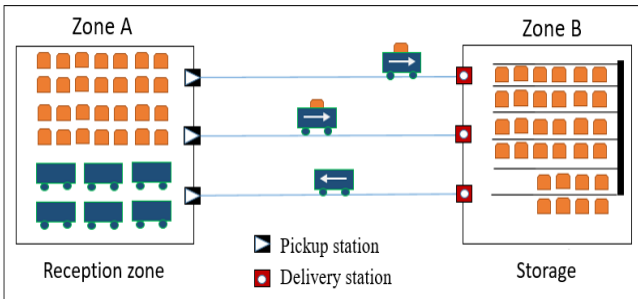 Zone A
Zone B
Pickup station
Delivery station
Reception zone
Storage